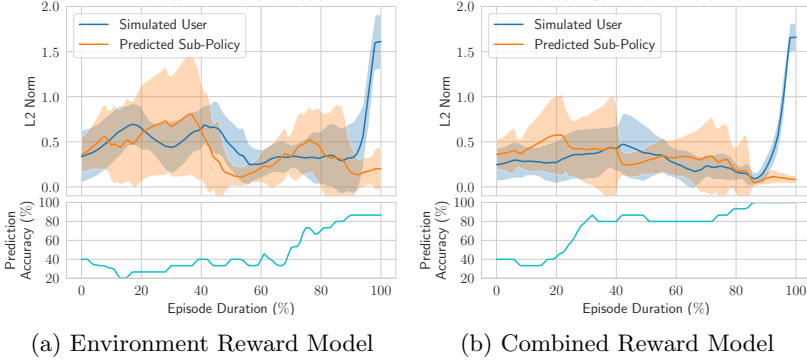 Simulated User
Predicted Sub-Policy
L2 Norm
2.0
1.5
1.0
0.5
0.0
Prediction
Accuracy (%)
100
80
60
40
20
0 20 40 60 80 100
Episode Duration (%)
(a) Environment Reward Model
Simulated User
Predicted Sub-Policy
L2 Norm
2.0
1.5
1.0
0.5
0.0
Prediction
Accuracy (%)
100
80
60
40
20
0 20 40 60 80 100
Episode Duration (%)
(b) Combined Reward Model